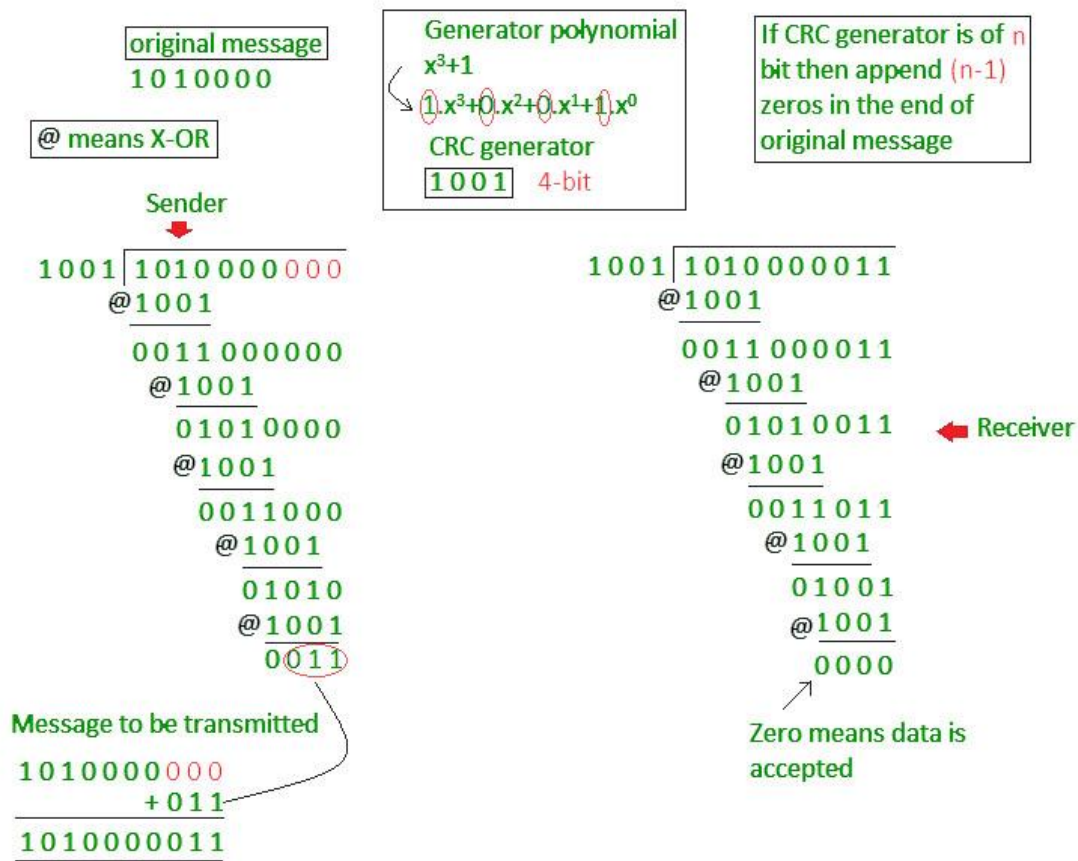 original message
1010000
@ means X-OR
Generator polynomial
x³+1
1.x³+0.x²+0.x¹+1.x⁰
CRC generator
1001 4-bit
If CRC generator is of n
bit then append (n-1)
zeros in the end of
original message
Sender
1001 1010000000
@1001
0011000000
@1001
01010000
@1001
0011000
@1001
01010
@1001
0011
Message to be transmitted
1010000000
+011
1010000011
1001 1010000011
@1001
0011000011
@1001
01010011
@1001
0011011
@1001
01001
@1001
0000
Receiver
Zero means data is
accepted